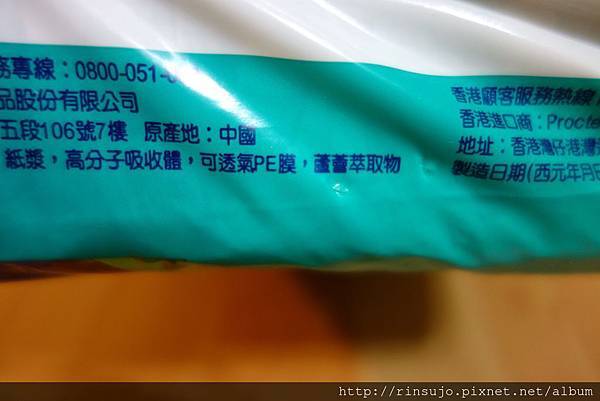 務專線：0800-051-
品股份有限公司
五段106號7樓 原產地：中國
紙漿，高分子吸收體，可透氣PE膜，蘆薈萃取物
香港顧客服務熱線
香港進口商：Procte
地址：香港灣仔港灣
製造日期(西元年月日
http://rinsujo.pixnet.net/album